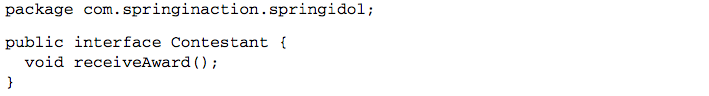 package com.springinaction.springidol;
public interface Contestant {
  void receiveAward();
}